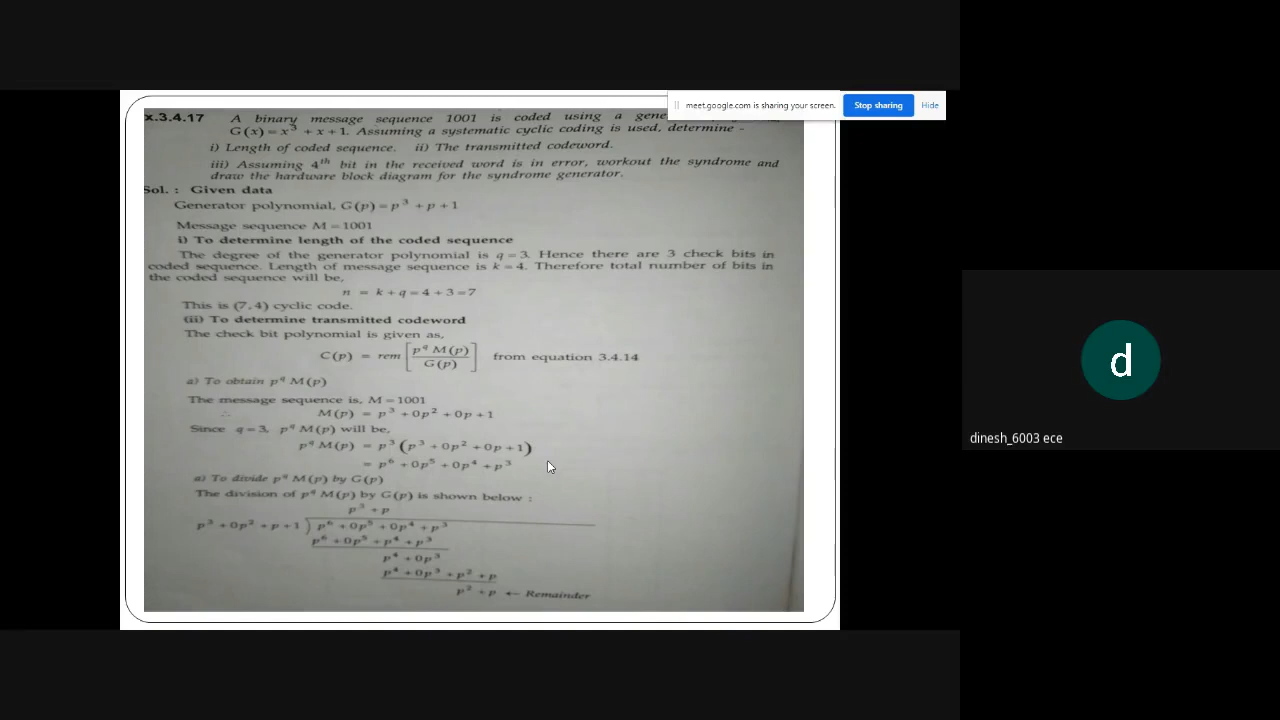 meet.google.com is sharing your screen. Stop sharing Hide
x.3.4.17 A binary message sequence 1001 is coded using a
G(x) = x³ + x + 1. Assuming a systematic cyclic coding is used, determine -
i) Length of coded sequence. ii) The transmitted codeword.
iii) Assuming 4th bit in the received word is in error, workout the syndrome and
draw the hardware block diagram for the syndrome generator.
Sol. : Given data
Generator polynomial, G(p) = p³ + p + 1
Message sequence M = 1001
i) To determine length of the coded sequence
The degree of the generator polynomial is q = 3. Hence there are 3 check bits in
coded sequence. Length of message sequence is k = 4. Therefore total number of bits in
the coded sequence will be,
n = k + q = 4 + 3 = 7
This is (7, 4) cyclic code.
(ii) To determine transmitted codeword
The check bit polynomial is given as,
C(p) = rem [p^q M(p) / G(p)] from equation 3.4.14
a) To obtain p^q M(p)
The message sequence is, M = 1001
∴ M(p) = p³ + 0p² + 0p + 1
Since q = 3, p^q M(p) will be,
p^q M(p) = p³ (p³ + 0p² + 0p + 1)
= p⁶ + 0p⁵ + 0p⁴ + p³
a) To divide p^q M(p) by G(p)
The division of p^q M(p) by G(p) is shown below :
p³ + p
p³ + 0p² + p + 1 ) p⁶ + 0p⁵ + 0p⁴ + p³
p⁶ + 0p⁵ + p⁴ + p³
p⁴ + 0p³
p⁴ + 0p³ + p² + p
p² + p ← Remainder
d
dinesh_6003 ece